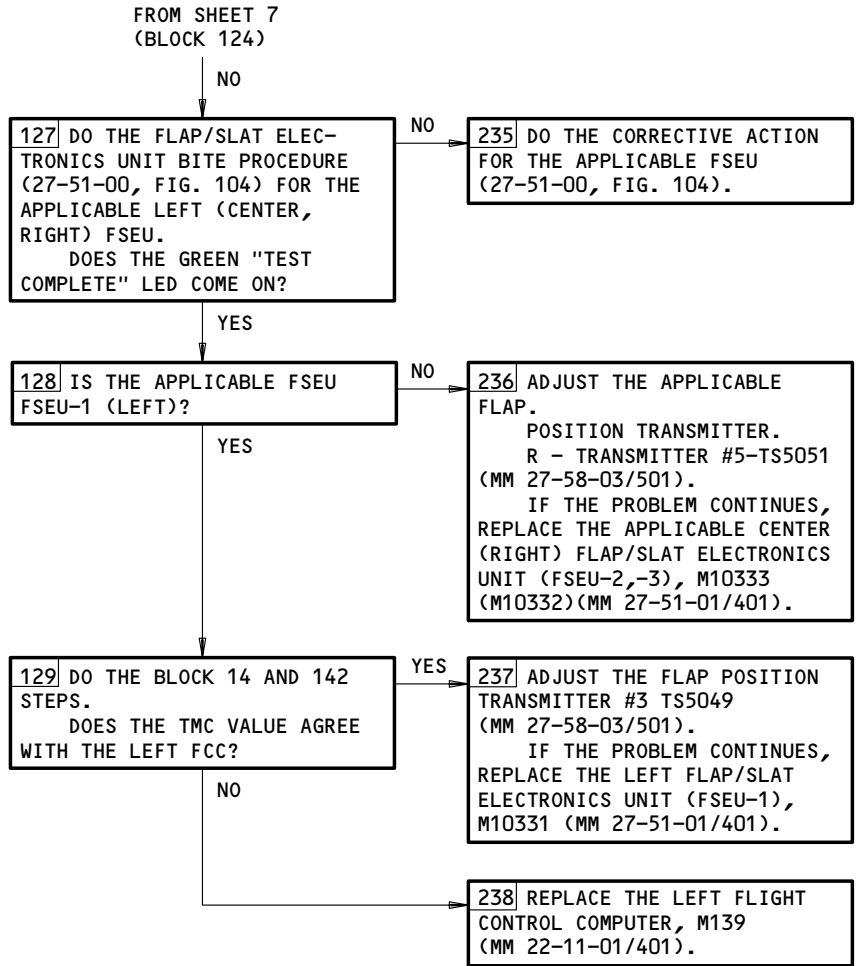 FROM SHEET 7
(BLOCK 124)
NO
127 DO THE FLAP/SLAT ELEC-
TRONICS UNIT BITE PROCEDURE
(27-51-00, FIG. 104) FOR THE
APPLICABLE LEFT (CENTER,
RIGHT) FSEU.
DOES THE GREEN "TEST
COMPLETE" LED COME ON?
NO
235 DO THE CORRECTIVE ACTION
FOR THE APPLICABLE FSEU
(27-51-00, FIG. 104).
YES
128 IS THE APPLICABLE FSEU
FSEU-1 (LEFT)?
NO
236 ADJUST THE APPLICABLE
FLAP.
POSITION TRANSMITTER.
R - TRANSMITTER #5-TS5051
(MM 27-58-03/501).
IF THE PROBLEM CONTINUES,
REPLACE THE APPLICABLE CENTER
(RIGHT) FLAP/SLAT ELECTRONICS
UNIT (FSEU-2,-3), M10333
(M10332)(MM 27-51-01/401).
YES
129 DO THE BLOCK 14 AND 142
STEPS.
DOES THE TMC VALUE AGREE
WITH THE LEFT FCC?
YES
237 ADJUST THE FLAP POSITION
TRANSMITTER #3 TS5049
(MM 27-58-03/501).
IF THE PROBLEM CONTINUES,
REPLACE THE LEFT FLAP/SLAT
ELECTRONICS UNIT (FSEU-1),
M10331 (MM 27-51-01/401).
NO
238 REPLACE THE LEFT FLIGHT
CONTROL COMPUTER, M139
(MM 22-11-01/401).